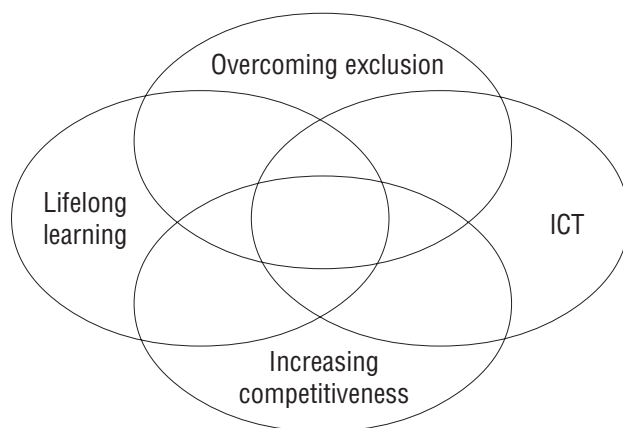 Overcoming exclusion
Lifelong
learning
ICT
Increasing
competitiveness